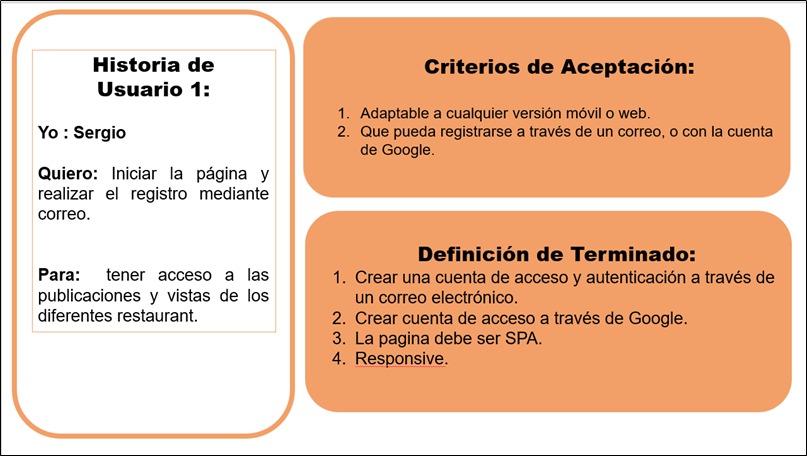 Historia de
Usuario 1:
Yo : Sergio
Quiero: Iniciar la página y
realizar el registro mediante
correo.
Para: tener acceso a las
publicaciones y vistas de los
diferentes restaurant.
Criterios de Aceptación:
1. Adaptable a cualquier versión móvil o web.
2. Que pueda registrarse a través de un correo, o con la cuenta
de Google.
Definición de Terminado:
1. Crear una cuenta de acceso y autenticación a través de
un correo electrónico.
2. Crear cuenta de acceso a través de Google.
3. La pagina debe ser SPA.
4. Responsive.